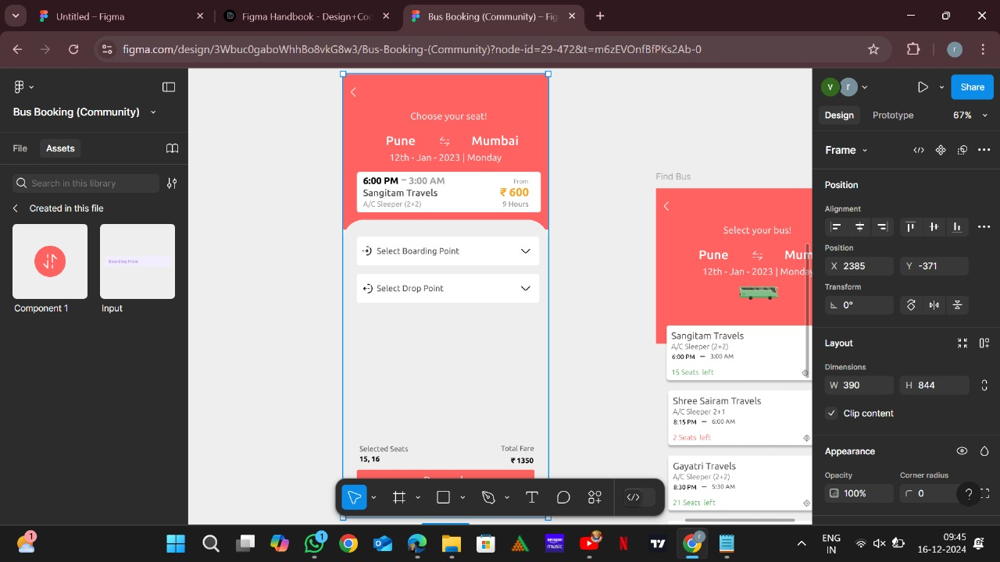 Untitled – Figma
Figma Handbook - Design+Coc
Bus Booking (Community) – Fig
figma.com/design/3Wbuc0gaboWhhBo8vkG8w3/Bus-Booking-(Community)?node-id=29-472&t=m6zEVOnfBfPKs2Ab-0
r
Bus Booking (Community)
File
Assets
Search in this library
Created in this file
Boarding From
Component 1
Input
Choose your seat!
Pune
Mumbai
12th - Jan - 2023 | Monday
6:00 PM – 3:00 AM
From
Sangitam Travels
₹ 600
A/C Sleeper (2+2)
9 Hours
Select Boarding Point
Select Drop Point
Selected Seats
Total Fare
15, 16
₹ 1350
Find Bus
Select your bus!
Pune
Mum
12th - Jan - 2023 | Monda
Sangitam Travels
A/C Sleeper (2+2)
6:00 PM – 3:00 AM
15 Seats left
Shree Sairam Travels
A/C Sleeper 2+1
8:15 PM – 6:00 AM
2 Seats left
Gayatri Travels
A/C Sleeper (2+2)
8:30 PM – 5:30 AM
21 Seats left
v
r
Share
Design
Prototype
67%
Frame
Position
Alignment
Position
X 2385
Y -371
Transform
0°
Layout
Dimensions
W 390
H 844
Clip content
Appearance
Opacity
Corner radius
100%
0
?
1
1
amazon
music
ENG
IN
09:45
16-12-2024